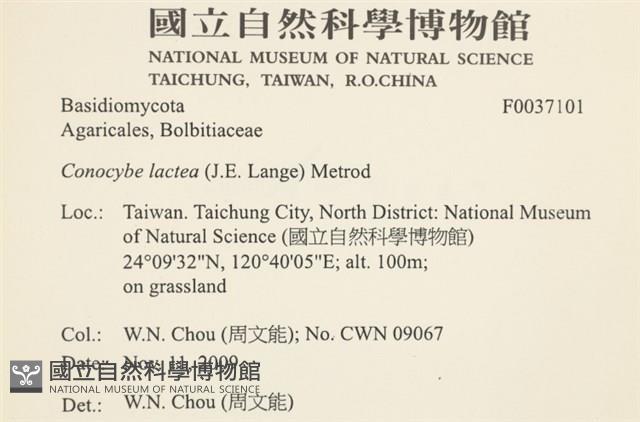 國立自然科學博物館
NATIONAL MUSEUM OF NATURAL SCIENCE
TAICHUNG, TAIWAN, R.O.CHINA
Basidiomycota F0037101
Agaricales, Bolbitiaceae
Conocybe lactea (J.E. Lange) Metrod
Loc.: Taiwan. Taichung City, North District: National Museum
of Natural Science (國立自然科學博物館)
24°09'32"N, 120°40'05"E; alt. 100m;
on grassland
Col.: W.N. Chou (周文能); No. CWN 09067
Date: Nov. 11, 2009
國立自然科學博物館
NATIONAL MUSEUM OF NATURAL SCIENCE
Det.: W.N. Chou (周文能)